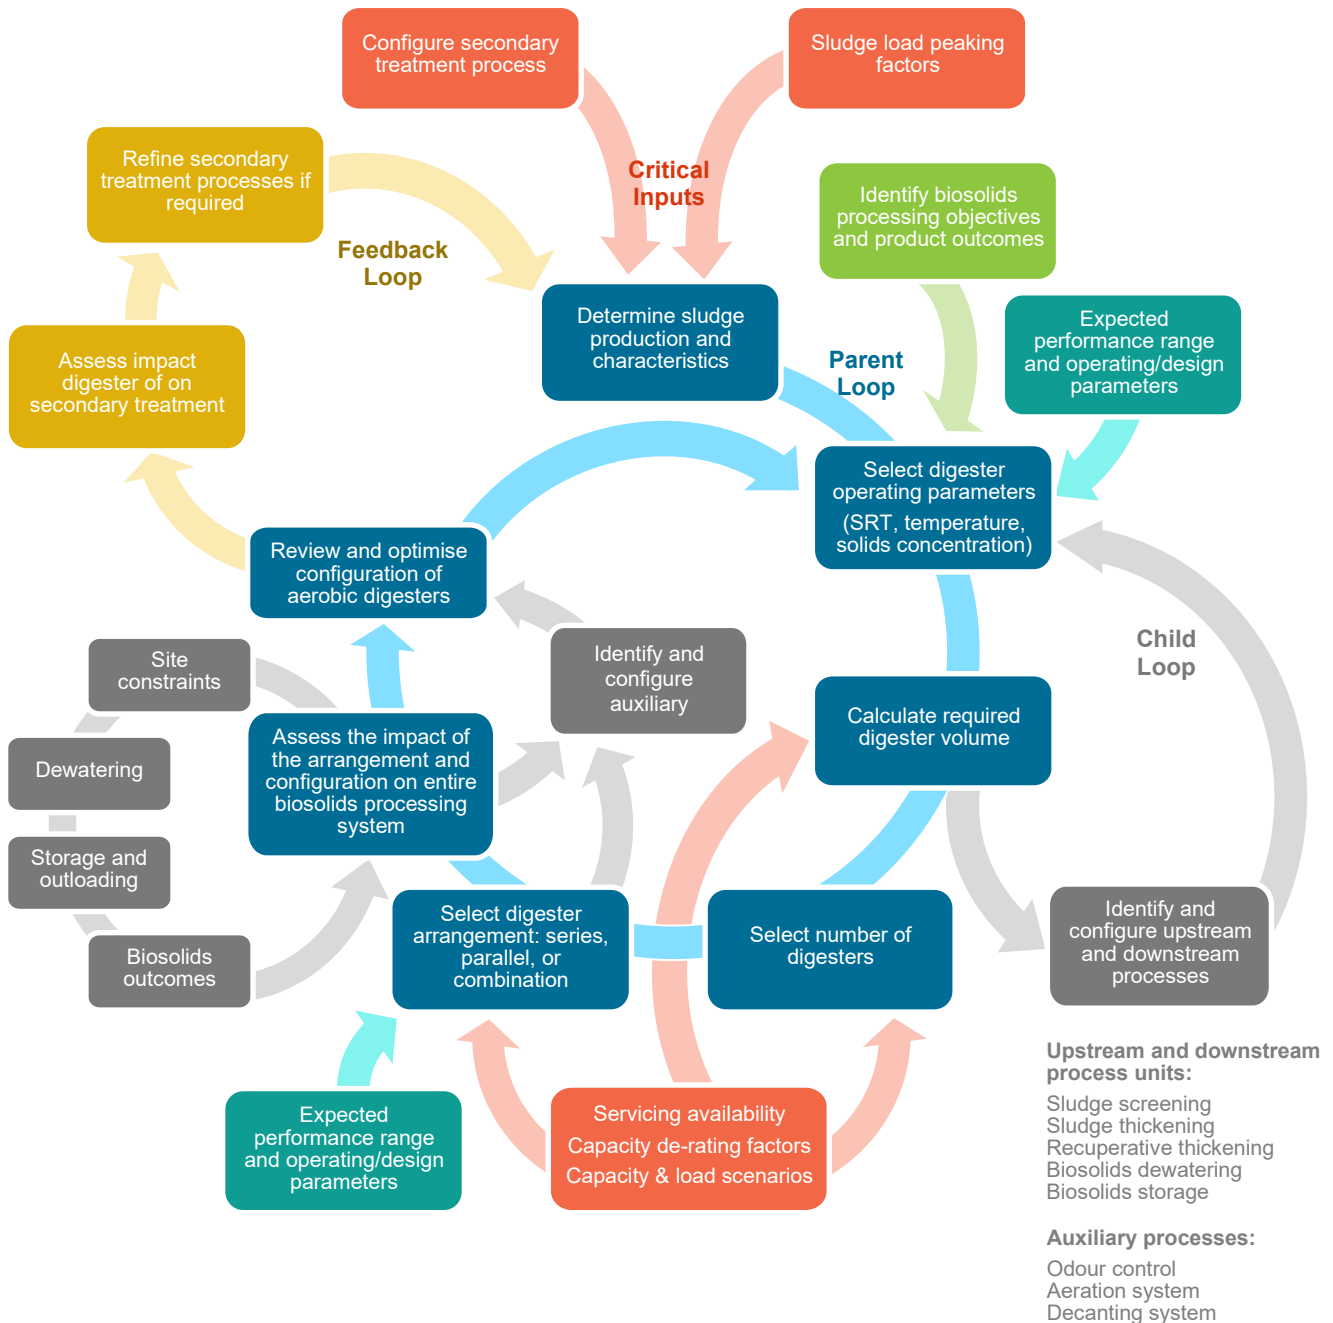 Configure secondary
treatment process
Sludge load peaking
factors
Refine secondary
treatment processes if
required
Critical
Inputs
Identify biosolids
processing objectives
and product outcomes
Feedback
Loop
Determine sludge
production and
characteristics
Expected
performance range
and operating/design
parameters
Assess impact
digester of on
secondary treatment
Parent
Loop
Select digester
operating parameters
(SRT, temperature,
solids concentration)
Review and optimise
configuration of
aerobic digesters
Site
constraints
Identify and
configure
auxiliary
Child
Loop
Calculate required
digester volume
Assess the impact of
the arrangement and
configuration on entire
biosolids processing
system
Dewatering
Storage and
outloading
Biosolids
outcomes
Select digester
arrangement: series,
parallel, or
combination
Select number of
digesters
Identify and
configure upstream
and downstream
processes
Expected
performance range
and operating/design
parameters
Servicing availability
Capacity de-rating factors
Capacity & load scenarios
Upstream and downstream
process units:
Sludge screening
Sludge thickening
Recuperative thickening
Biosolids dewatering
Biosolids storage
Auxiliary processes:
Odour control
Aeration system
Decanting system